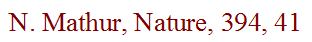 N. Mathur, Nature, 394, 41